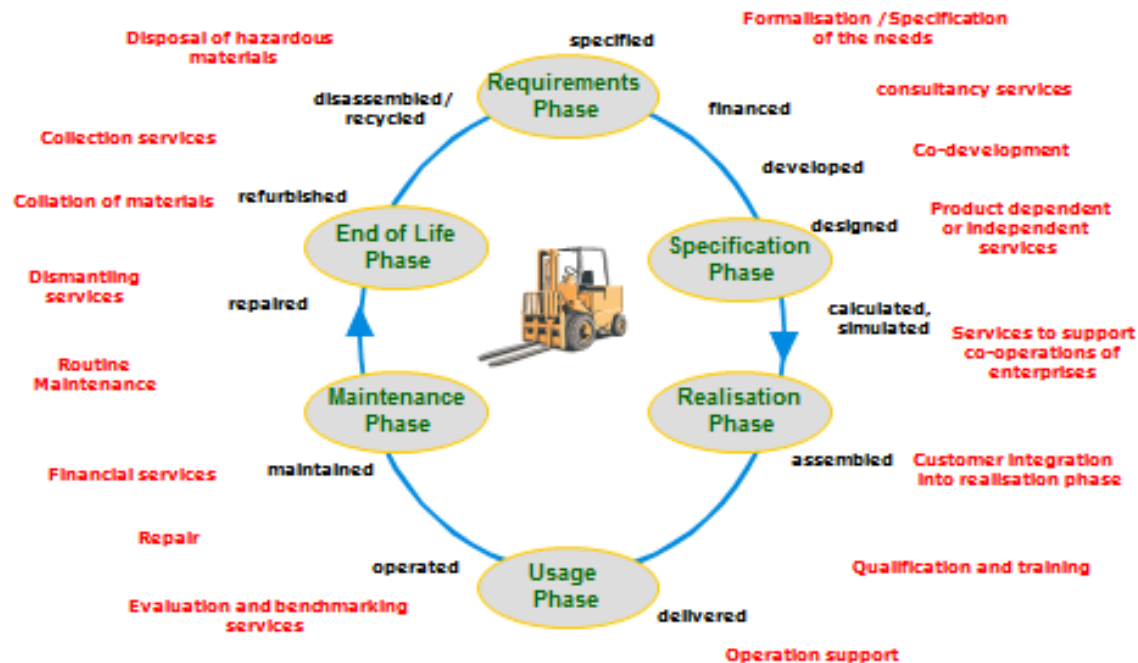 Formalisation /Specification
of the needs
Disposal of hazardous
materials
specified
Requirements
Phase
consultancy services
disassembled/
recycled
financed
Collection services
Co-development
developed
Collation of materials
refurbished
designed
Product dependent
or independent
services
End of Life
Phase
Specification
Phase
Dismantling
services
repaired
calculated,
simulated
Services to support
co-operations of
enterprises
Routine
Maintenance
Maintenance
Phase
Realisation
Phase
Financial services
maintained
assembled
Customer integration
into realisation phase
Repair
operated
Usage
Phase
Qualification and training
Evaluation and benchmarking
services
delivered
Operation support